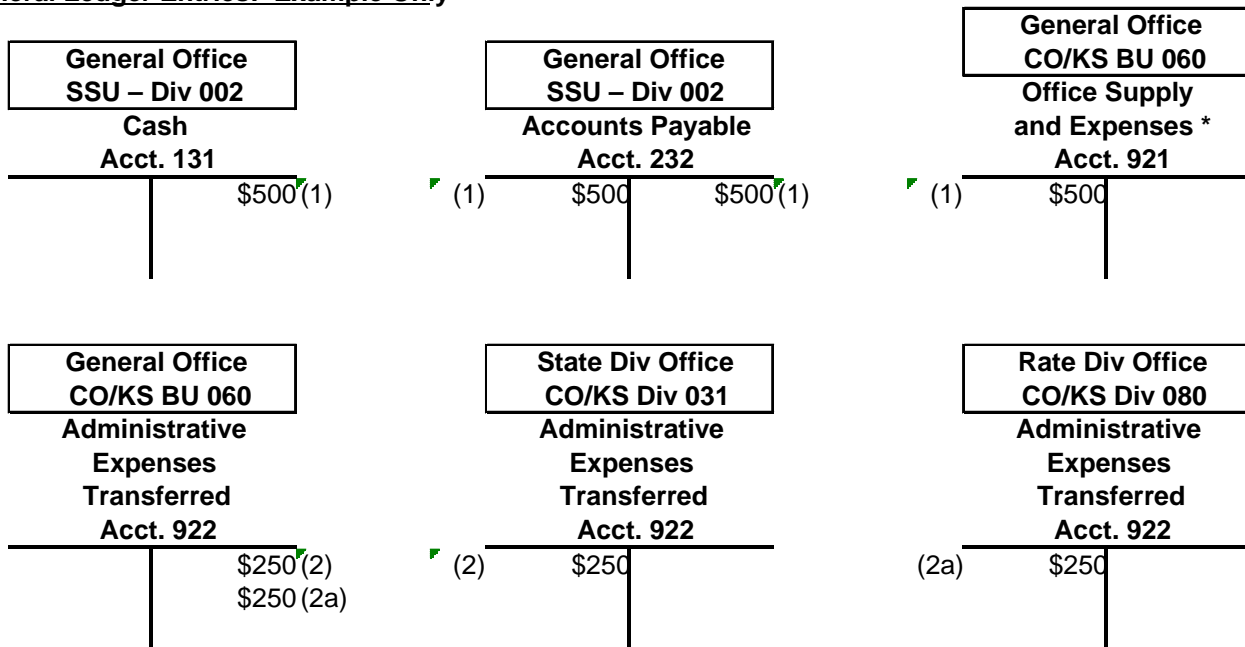 Ledger Entries: Example Only
General Office
SSU – Div 002
Cash
Acct. 131
$500 (1)
General Office
SSU – Div 002
Accounts Payable
Acct. 232
(1) $500 $500 (1)
General Office
CO/KS BU 060
Office Supply
and Expenses *
Acct. 921
(1) $500
General Office
CO/KS BU 060
Administrative
Expenses
Transferred
Acct. 922
$250 (2)
$250 (2a)
State Div Office
CO/KS Div 031
Administrative
Expenses
Transferred
Acct. 922
(2) $250
Rate Div Office
CO/KS Div 080
Administrative
Expenses
Transferred
Acct. 922
(2a) $250